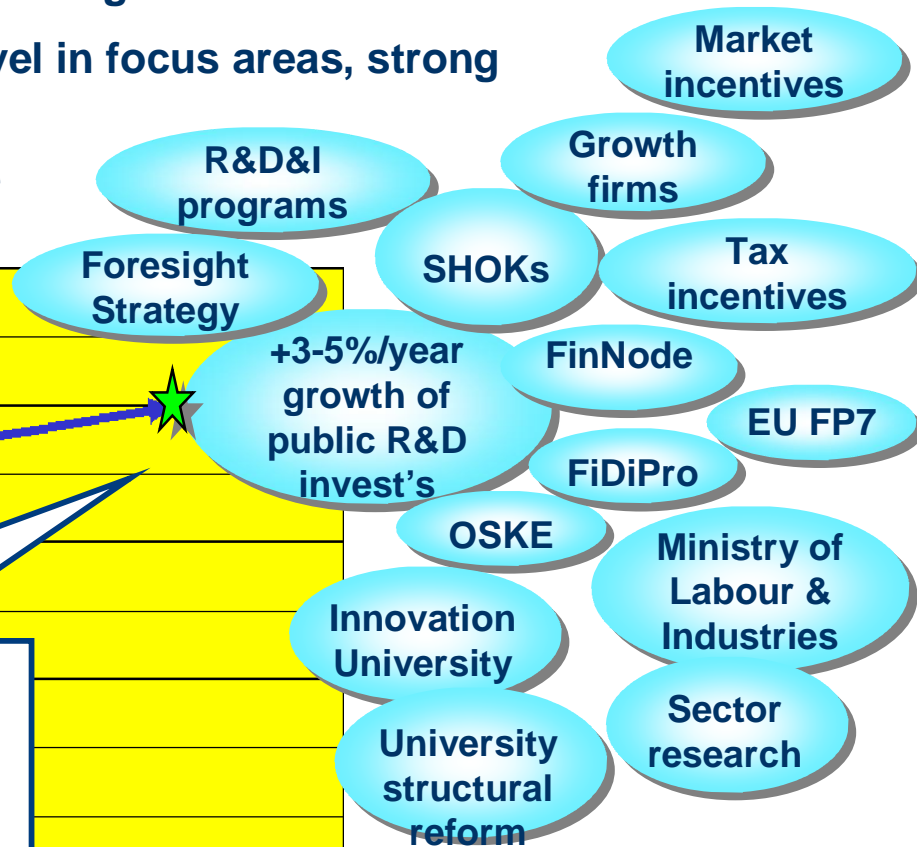 vel in focus areas, strong
Market
incentives
Growth
firms
R&D&I
programs
SHOKs
Tax
incentives
Foresight
Strategy
+3-5%/year
growth of
public R&D
invest's
FinNode
EU FP7
FiDiPro
OSKE
Ministry of
Labour &
Industries
Innovation
University
Sector
research
University
structural
reform